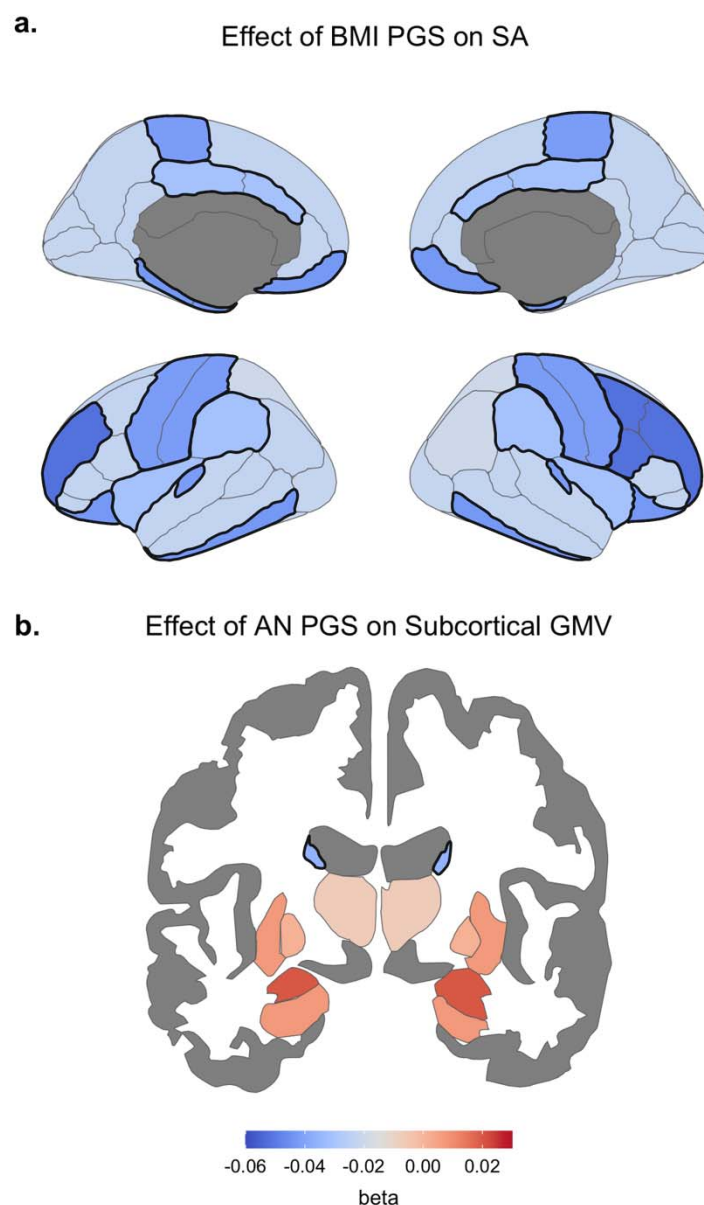 a.
Effect of BMI PGS on SA
b.
Effect of AN PGS on Subcortical GMV
-0.06 -0.04 -0.02 0.00 0.02
beta